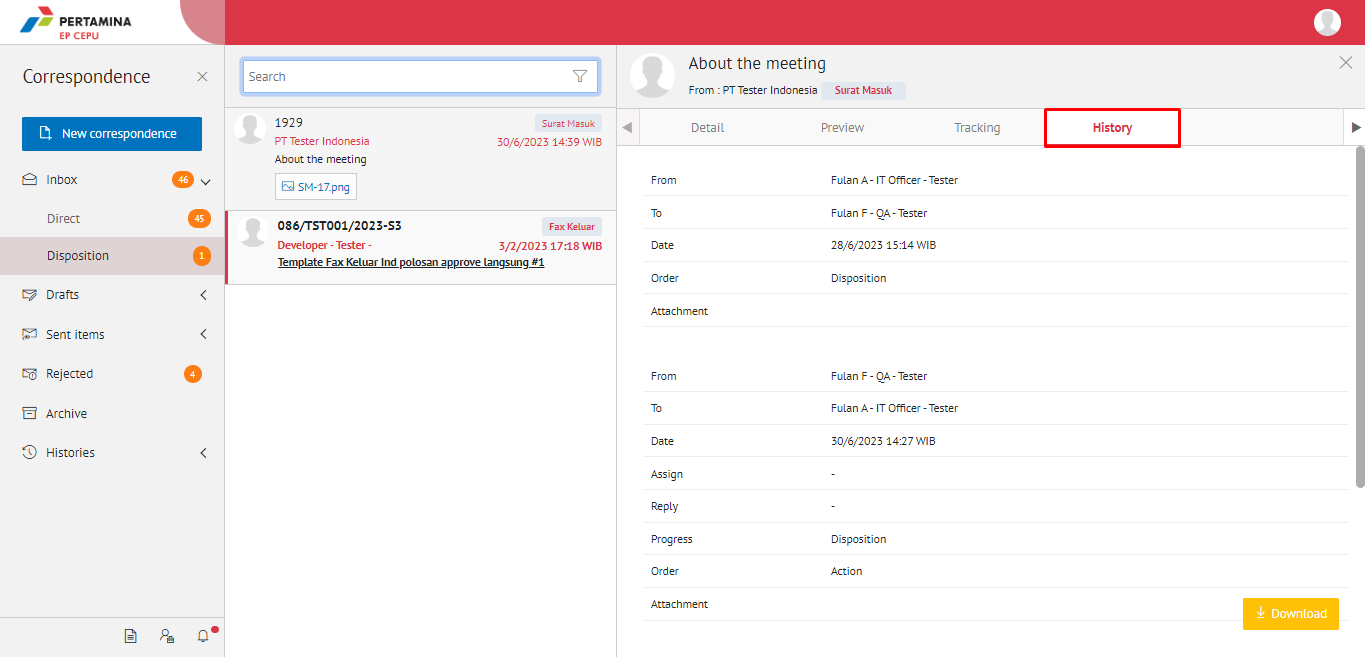 PERTAMINA
EP CEPU
Correspondence
New correspondence
Inbox 46
Direct 45
Disposition 1
Drafts
Sent items
Rejected 4
Archive
Histories
Search
1929 Surat Masuk
PT Tester Indonesia 30/6/2023 14:39 WIB
About the meeting
SM-17.png
086/TST001/2023-S3 Fax Keluar
Developer - Tester - 3/2/2023 17:18 WIB
Template Fax Keluar Ind polosan approve langsung #1
About the meeting
From : PT Tester Indonesia Surat Masuk
Detail Preview Tracking History
From Fulan A - IT Officer - Tester
To Fulan F - QA - Tester
Date 28/6/2023 15:14 WIB
Order Disposition
Attachment
From Fulan F - QA - Tester
To Fulan A - IT Officer - Tester
Date 30/6/2023 14:27 WIB
Assign -
Reply -
Progress Disposition
Order Action
Attachment
Download